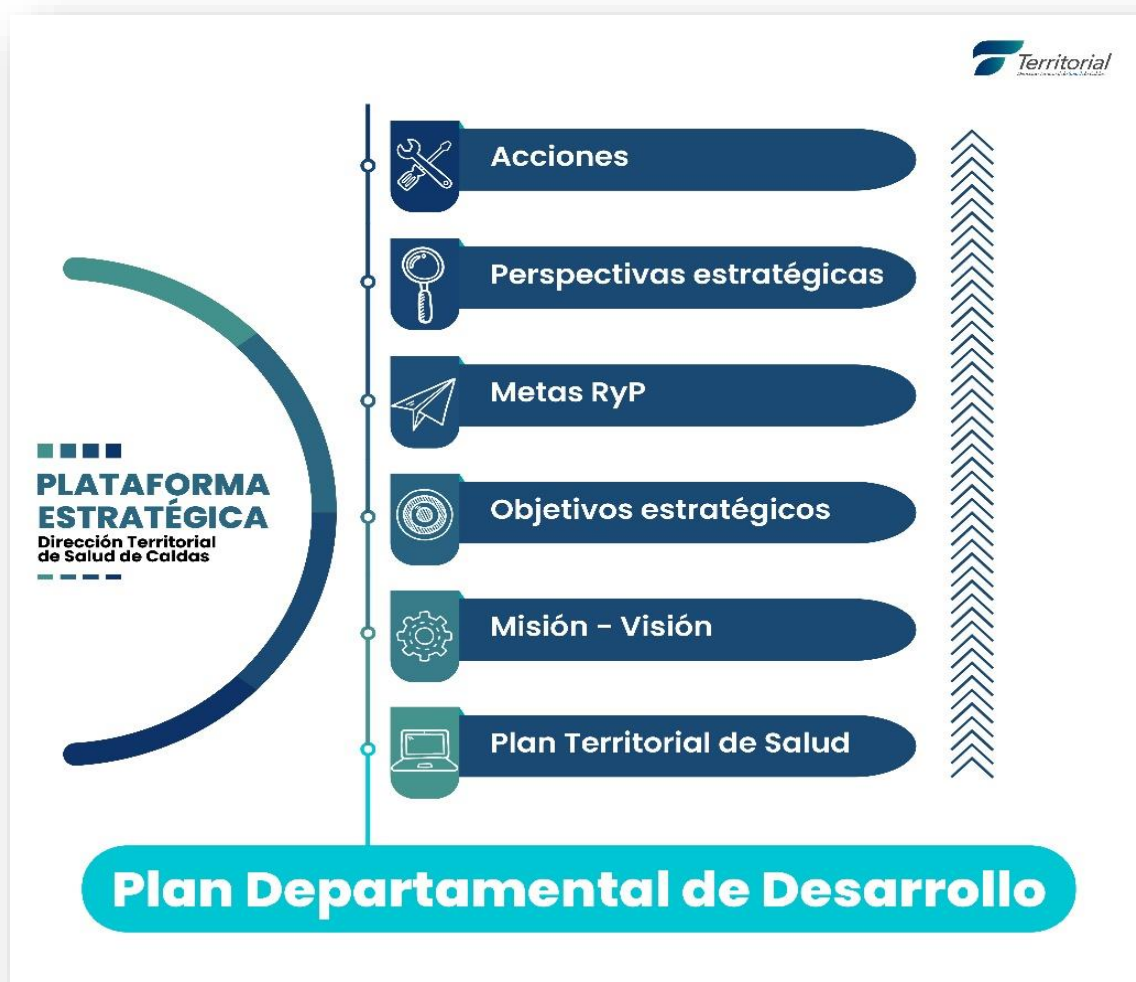 Territorial
Acciones
Perspectivas estratégicas
Metas RyP
PLATAFORMA
ESTRATÉGICA
Dirección Territorial
de Salud de Caldas
Objetivos estratégicos
Misión - Visión
Plan Territorial de Salud
Plan Departamental de Desarrollo